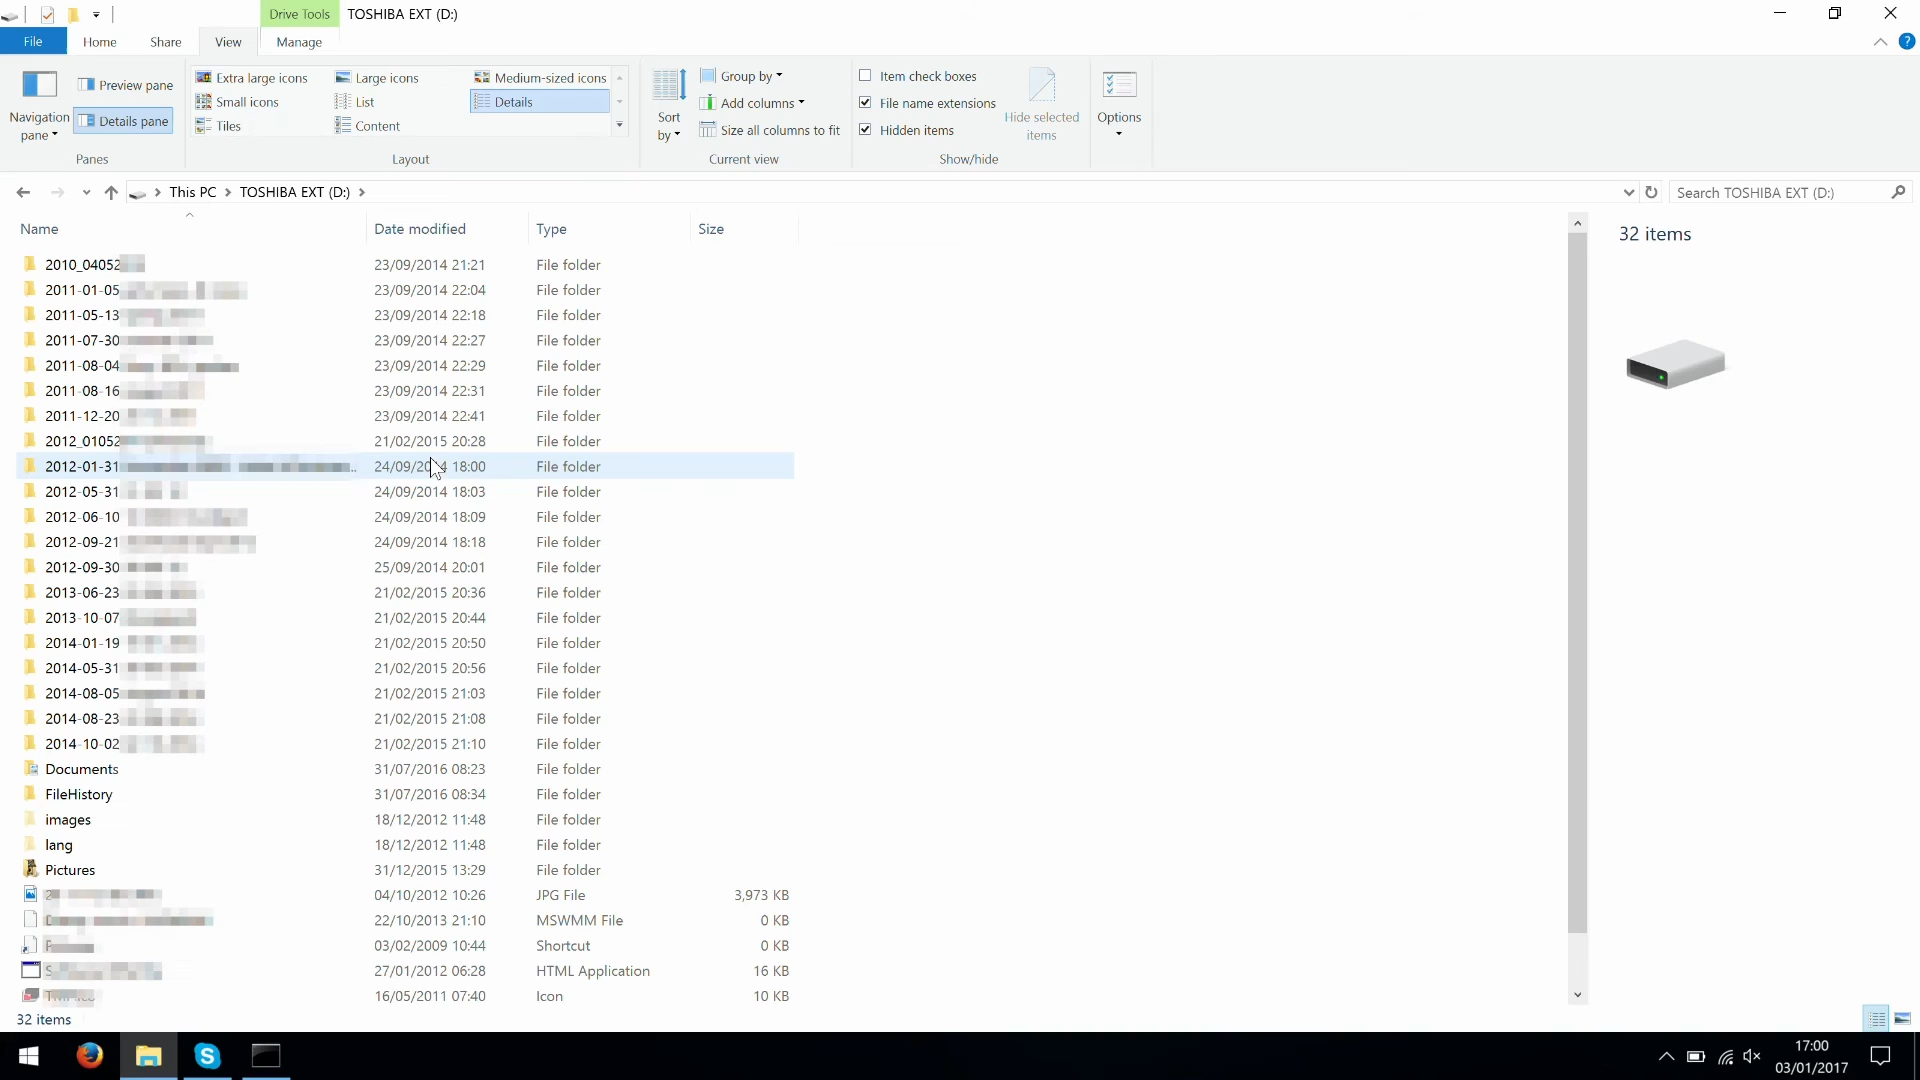 Drive Tools TOSHIBA EXT (D:)
File Home Share View Manage
Navigation pane
Preview pane
Details pane
Panes
Extra large icons Large icons Medium-sized icons
Small icons List Details
Tiles Content
Layout
Sort by
Group by
Add columns
Size all columns to fit
Current view
Item check boxes
File name extensions
Hidden items
Hide selected items
Show/hide
Options
This PC TOSHIBA EXT (D:)
Search TOSHIBA EXT (D:)
Name Date modified Type Size
32 items
2010_04052 23/09/2014 21:21 File folder
2011-01-05 23/09/2014 22:04 File folder
2011-05-13 23/09/2014 22:18 File folder
2011-07-30 23/09/2014 22:27 File folder
2011-08-04 23/09/2014 22:29 File folder
2011-08-16 23/09/2014 22:31 File folder
2011-12-20 23/09/2014 22:41 File folder
2012_01052 21/02/2015 20:28 File folder
2012-01-31 .. 24/09/2014 18:00 File folder
2012-05-31 24/09/2014 18:03 File folder
2012-06-10 24/09/2014 18:09 File folder
2012-09-21 24/09/2014 18:18 File folder
2012-09-30 25/09/2014 20:01 File folder
2013-06-23 21/02/2015 20:36 File folder
2013-10-07 21/02/2015 20:44 File folder
2014-01-19 21/02/2015 20:50 File folder
2014-05-31 21/02/2015 20:56 File folder
2014-08-05 21/02/2015 21:03 File folder
2014-08-23 21/02/2015 21:08 File folder
2014-10-02 21/02/2015 21:10 File folder
Documents 31/07/2016 08:23 File folder
FileHistory 31/07/2016 08:34 File folder
images 18/12/2012 11:48 File folder
lang 18/12/2012 11:48 File folder
Pictures 31/12/2015 13:29 File folder
04/10/2012 10:26 JPG File 3,973 KB
22/10/2013 21:10 MSWMM File 0 KB
03/02/2009 10:44 Shortcut 0 KB
27/01/2012 06:28 HTML Application 16 KB
16/05/2011 07:40 Icon 10 KB
32 items
17:00
03/01/2017